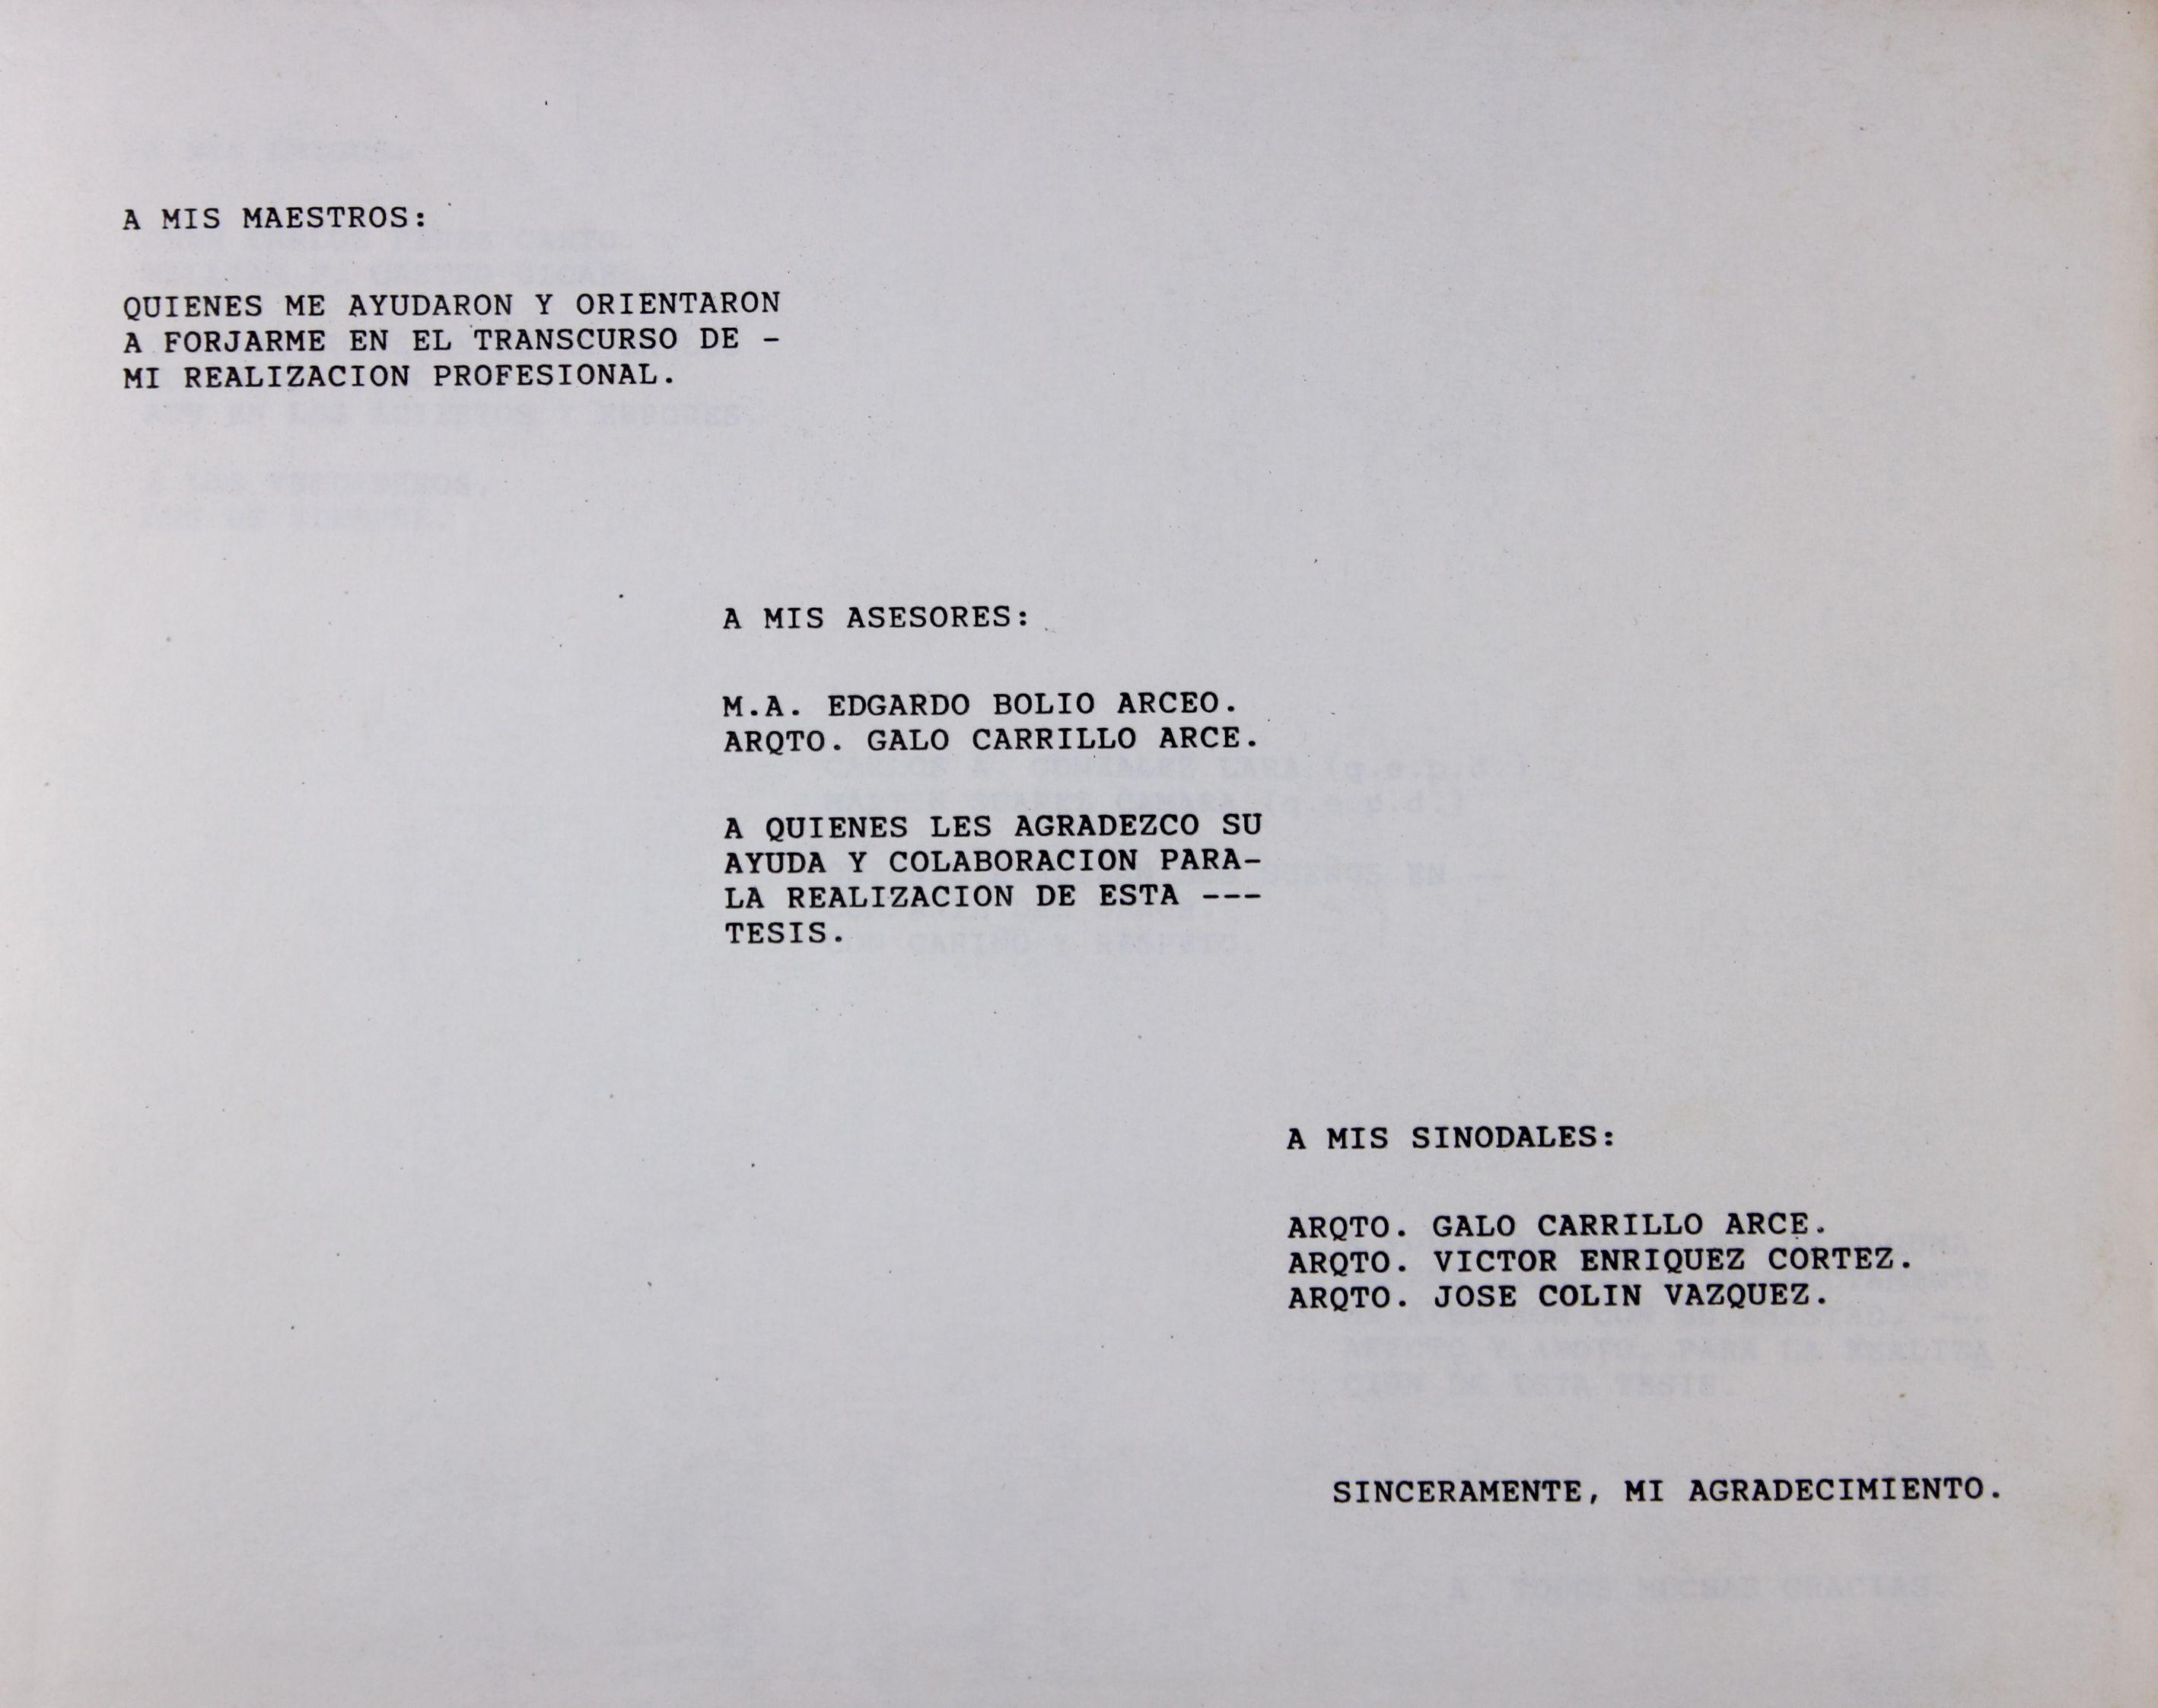 A MIS MAESTROS:
QUIENES ME AYUDARON Y ORIENTARON
A FORJARME EN EL TRANSCURSO DE -
MI REALIZACION PROFESIONAL.
A MIS ASESORES:
M.A. EDGARDO BOLIO ARCEO.
ARQTO. GALO CARRILLO ARCE.
A QUIENES LES AGRADEZCO SU
AYUDA Y COLABORACION PARA-
LA REALIZACION DE ESTA ---
TESIS.
A MIS SINODALES:
ARQTO. GALO CARRILLO ARCE.
ARQTO. VICTOR ENRIQUEZ CORTEZ.
ARQTO. JOSE COLIN VAZQUEZ.
SINCERAMENTE, MI AGRADECIMIENTO.